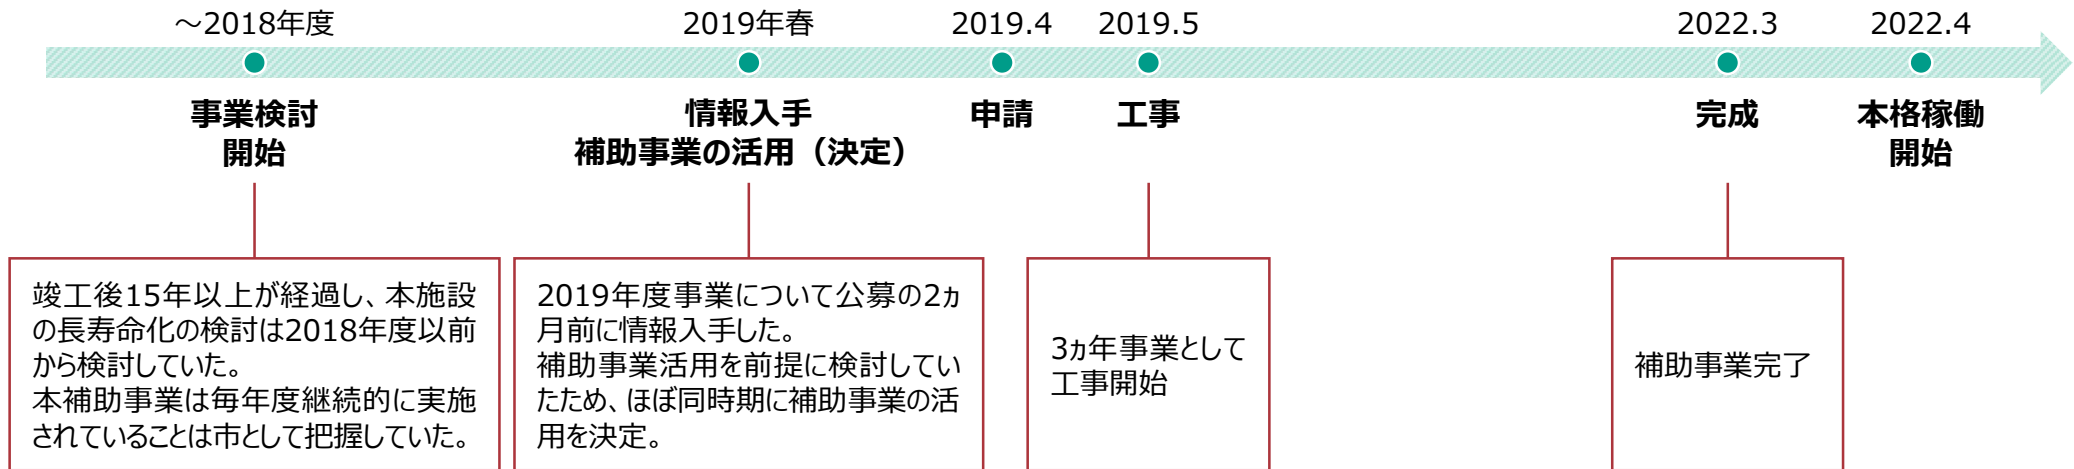 ～2018年度
2019年春
2019.4
2019.5
2022.3
2022.4
事業検討
開始
情報入手
補助事業の活用（決定）
申請
工事
完成
本格稼働
開始
竣工後15年以上が経過し、本施設
の長寿命化の検討は2018年度以前
から検討していた。
本補助事業は毎年度継続的に実施
されていることは市として把握していた。
2019年度事業について公募の2ヵ
月前に情報入手した。
補助事業活用を前提に検討してい
たため、ほぼ同時期に補助事業の活
用を決定。
3ヵ年事業として
工事開始
補助事業完了